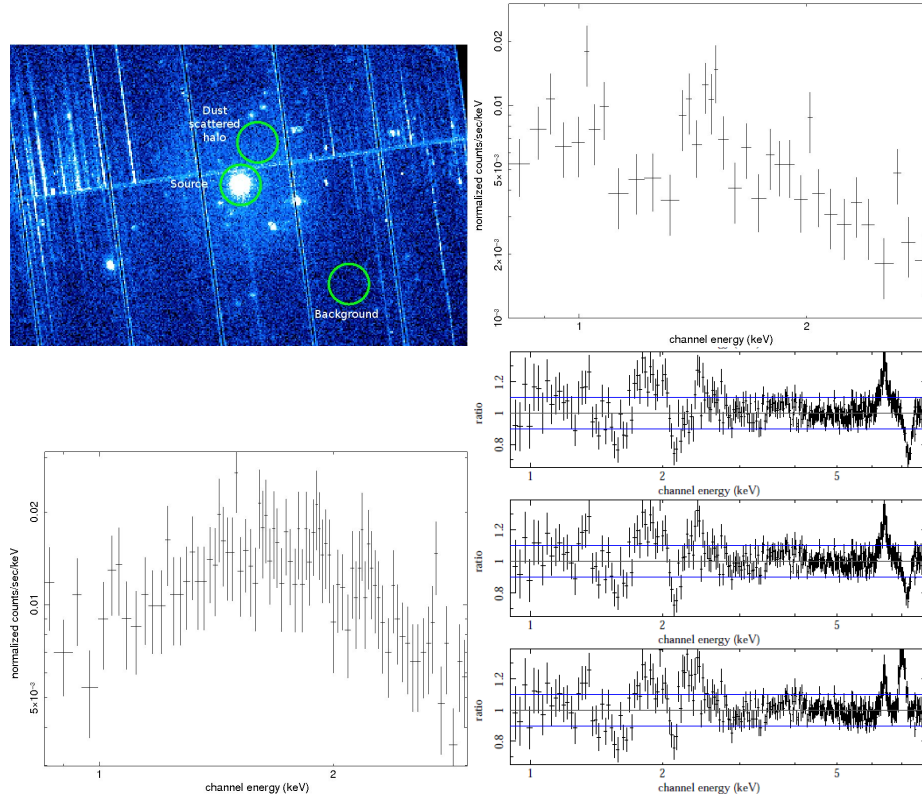 Dust
scattered
halo
Source
Background
0.03
0.01
5×10⁻³
2×10⁻³
10⁻³
normalized counts/sec/keV
1 2
channel energy (keV)
1.2
1
0.8
ratio
1 2 5
channel energy (keV)
1.2
1
0.8
ratio
1 2 5
channel energy (keV)
1.2
1
0.8
ratio
1 2 5
channel energy (keV)
0.02
0.01
5×10⁻³
normalized counts/sec/keV
1 2
channel energy (keV)